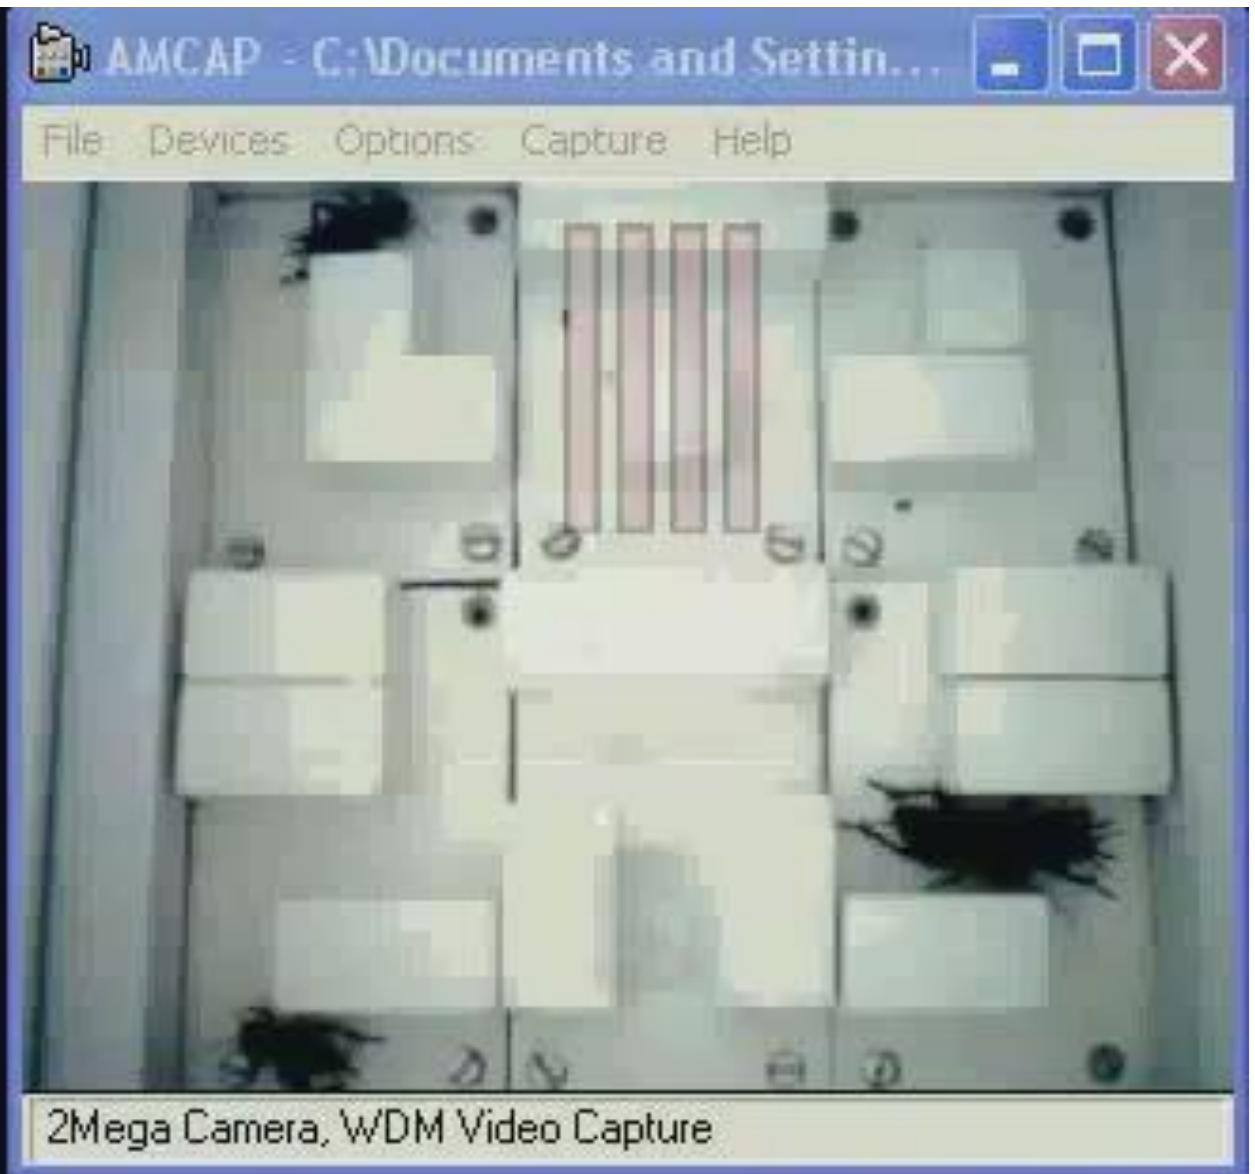 AMCAP - C:\Documents and Settin...
File Devices Options Capture Help
2Mega Camera, WDM Video Capture